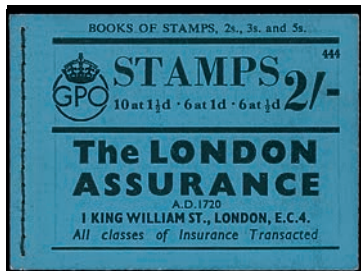 BOOKS OF STAMPS, 2s., 3s. and 5s.
444
GPO
STAMPS 2/-
10 at 1½d · 6 at 1d · 6 at ½d
The LONDON
ASSURANCE
A.D.1720
1 KING WILLIAM ST., LONDON, E.C.4.
All classes of Insurance Transacted